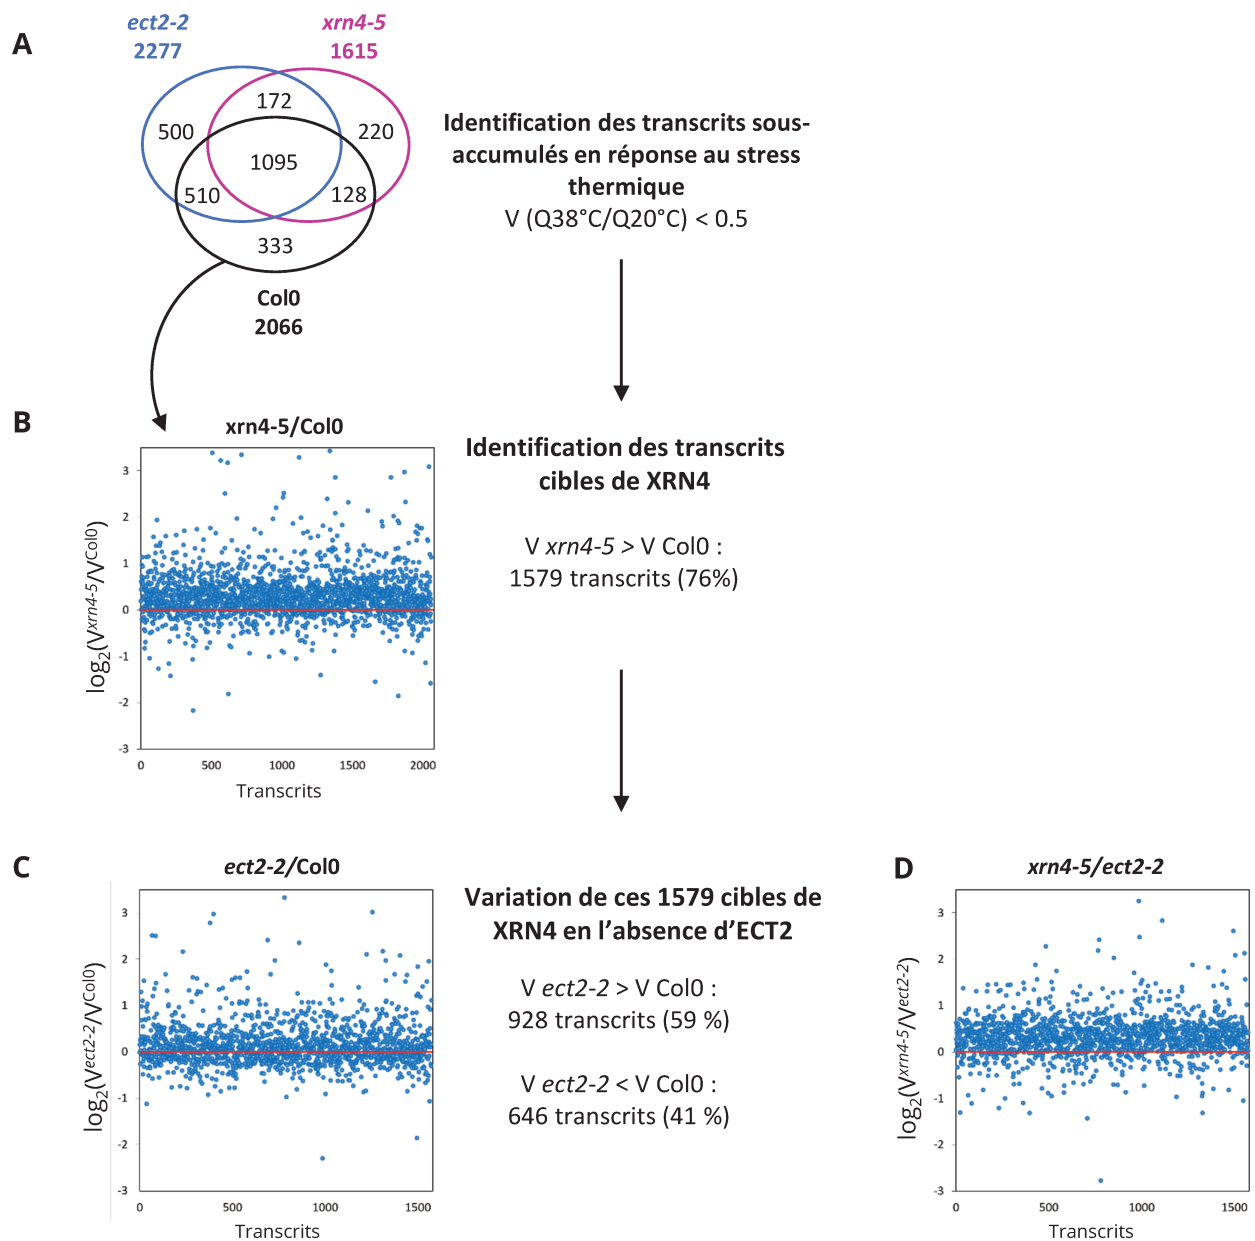 A
ect2-2
2277
xrn4-5
1615
172
500
220
1095
510
128
333
Col0
2066
Identification des transcrits sous-
accumulés en réponse au stress
thermique
V (Q38°C/Q20°C) < 0.5
B
xrn4-5/Col0
log2(Vxrn4-5/VCol0)
3
2
1
0
-1
-2
-3
0 500 1000 1500 2000
Transcrits
Identification des transcrits
cibles de XRN4
V xrn4-5 > V Col0 :
1579 transcrits (76%)
C
ect2-2/Col0
log2(Vect2-2/VCol0)
3
2
1
0
-1
-2
-3
0 500 1000 1500
Transcrits
Variation de ces 1579 cibles de
XRN4 en l’absence d’ECT2
V ect2-2 > V Col0 :
928 transcrits (59 %)
V ect2-2 < V Col0 :
646 transcrits (41 %)
D
xrn4-5/ect2-2
log2(Vxrn4-5/Vect2-2)
3
2
1
0
-1
-2
-3
0 500 1000 1500
Transcrits